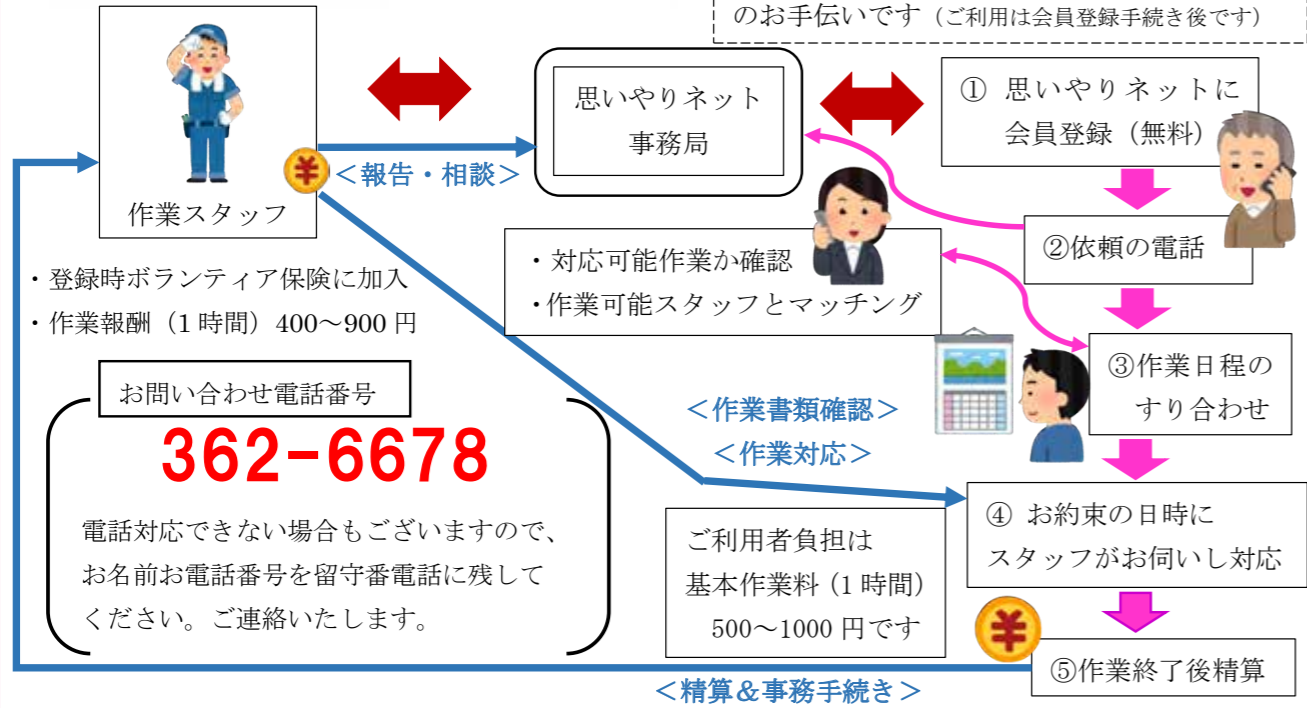 のお手伝いです（ご利用は会員登録手続き後です）
作業スタッフ
＜報告・相談＞
思いやりネット
事務局
① 思いやりネットに
会員登録（無料）
②依頼の電話
・対応可能作業か確認
・作業可能スタッフとマッチング
③作業日程の
すり合わせ
・登録時ボランティア保険に加入
・作業報酬（1時間）400～900円
お問い合わせ電話番号
362-6678
電話対応できない場合もございますので、
お名前お電話番号を留守番電話に残して
ください。ご連絡いたします。
＜作業書類確認＞
＜作業対応＞
ご利用者負担は
基本作業料（1時間）
500～1000円です
④ お約束の日時に
スタッフがお伺いし対応
⑤作業終了後精算
＜精算＆事務手続き＞